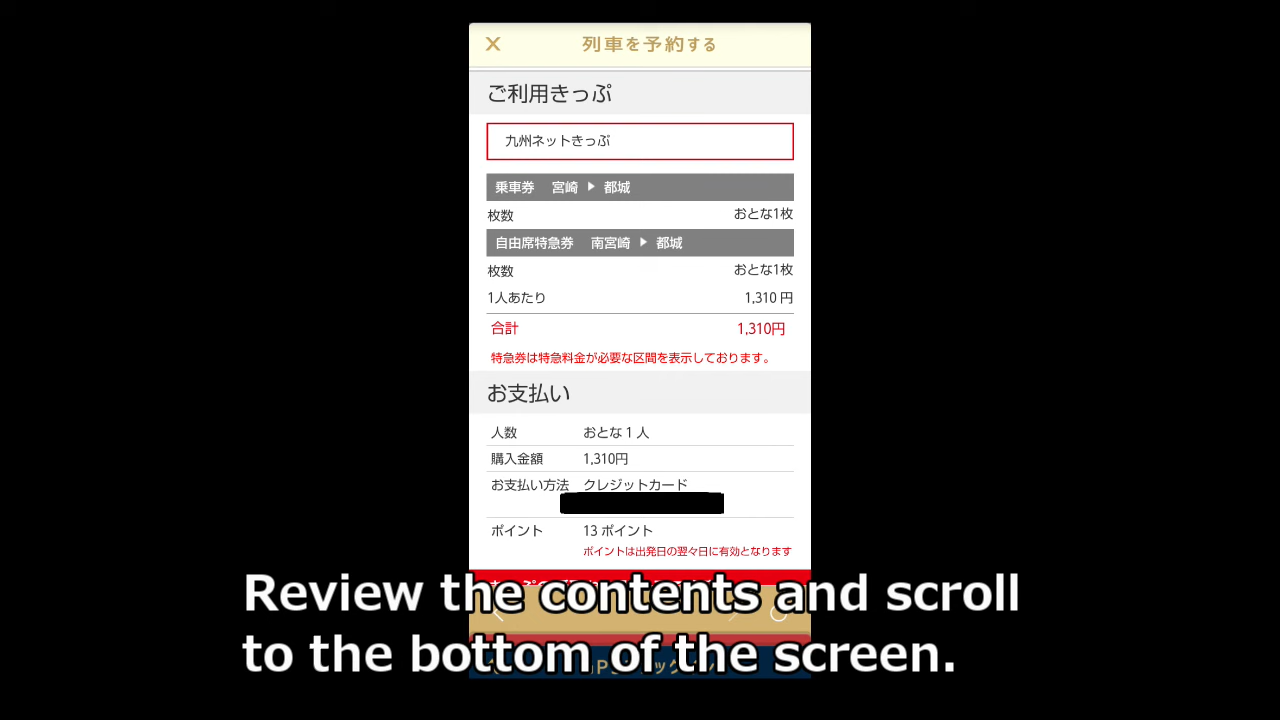 列車を予約する
ご利用きっぷ
九州ネットきっぷ
乗車券 宮崎 ▶ 都城
枚数 おとな1枚
自由席特急券 南宮崎 ▶ 都城
枚数 おとな1枚
1人あたり 1,310 円
合計 1,310円
特急券は特急料金が必要な区間を表示しております。
お支払い
人数 おとな 1 人
購入金額 1,310円
お支払い方法 クレジットカード
ポイント 13 ポイント
ポイントは出発日の翌々日に有効となります
Review the contents and scroll
to the bottom of the screen.